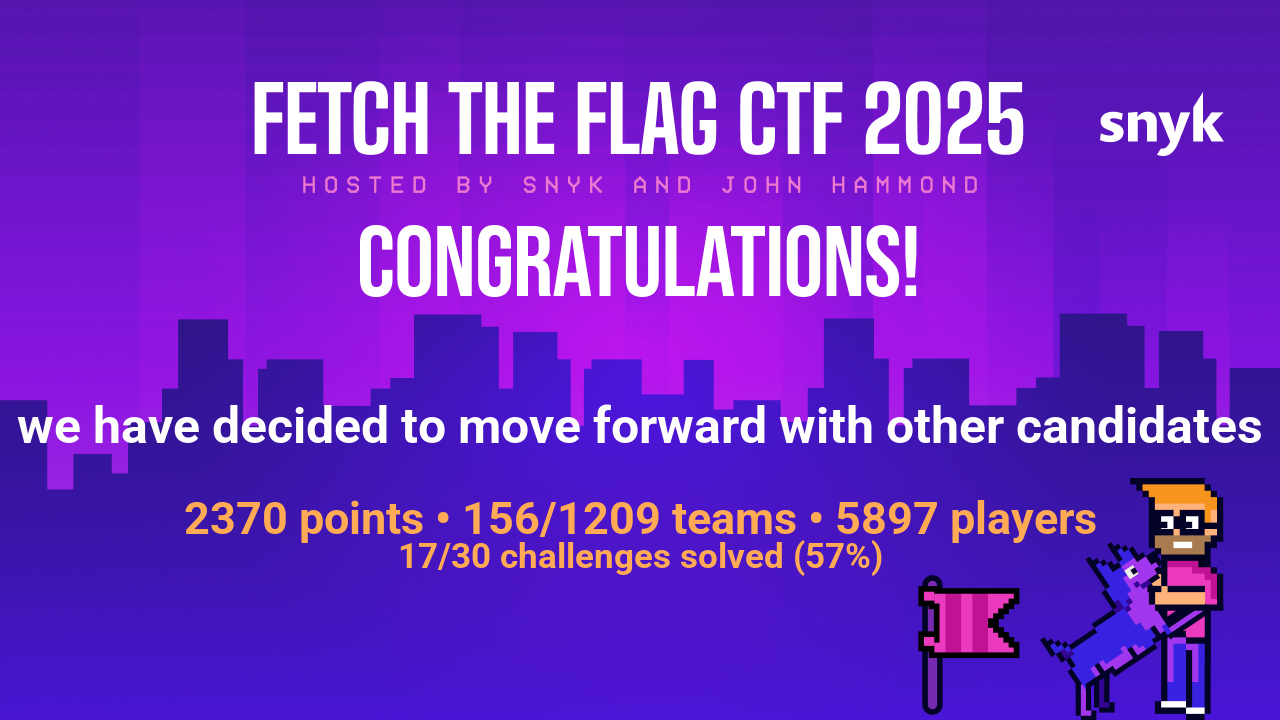 FETCH THE FLAG CTF 2025
snyk
HOSTED BY SNYK AND JOHN HAMMOND
CONGRATULATIONS!
we have decided to move forward with other candidates
2370 points • 156/1209 teams • 5897 players
17/30 challenges solved (57%)